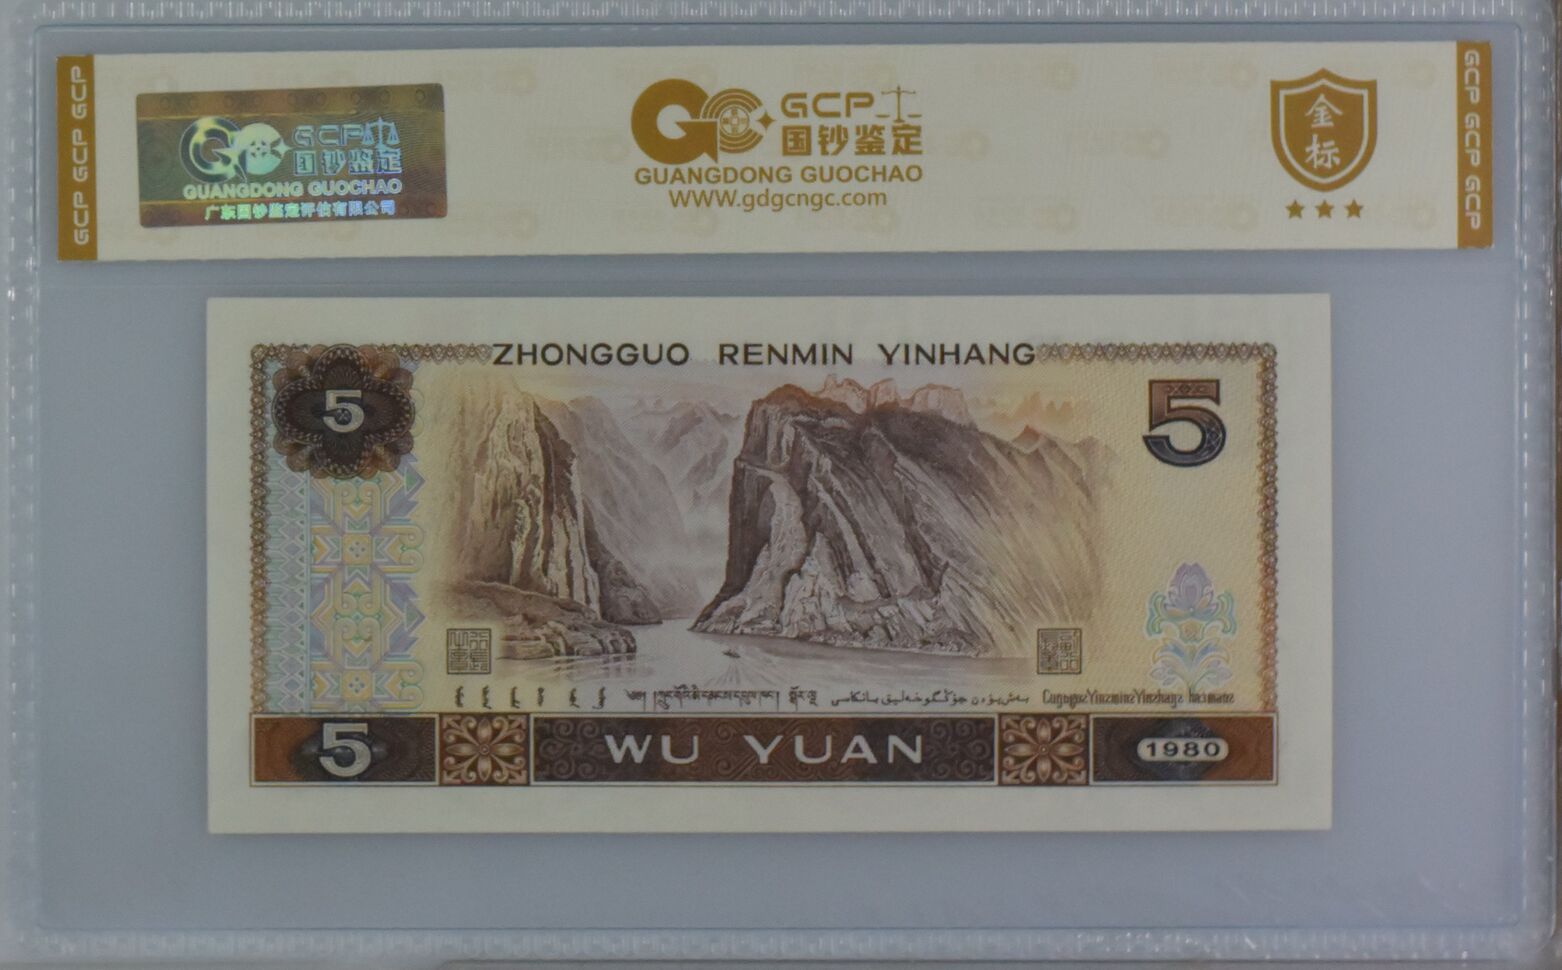 GCP GCP GCP
GCP
国钞鉴定
GUANGDONG GUOCHAO
广东国钞鉴定评估有限公司
GCP
国钞鉴定
GUANGDONG GUOCHAO
WWW.gdgcngc.com
金标
GCP GCP GCP
ZHONGGUO RENMIN YINHANG
5
5
5
WU YUAN
1980